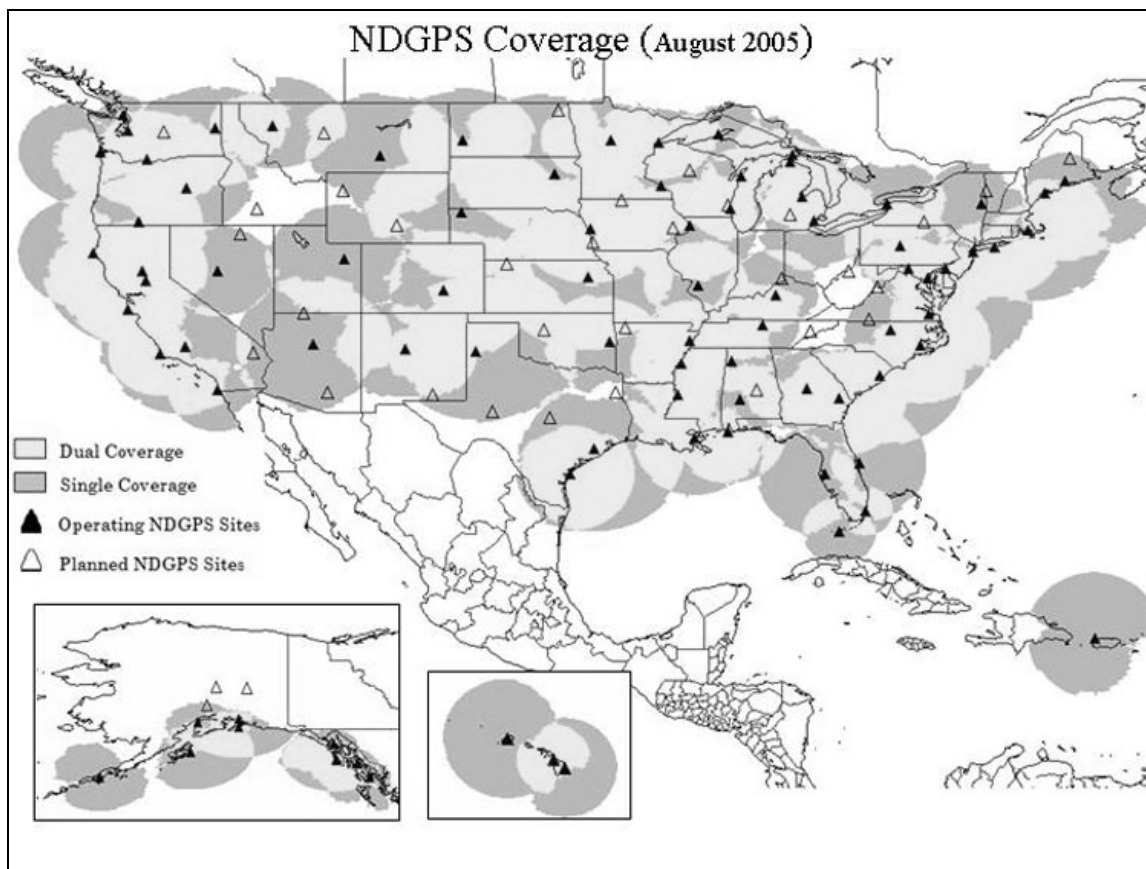 NDGPS Coverage (August 2005)
Dual Coverage
Single Coverage
Operating NDGPS Sites
Planned NDGPS Sites